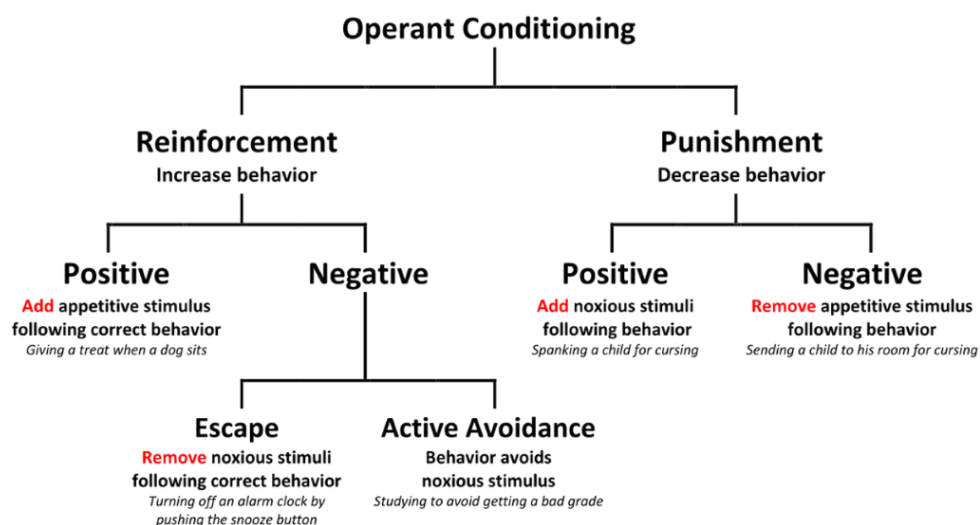 Operant Conditioning
Reinforcement
Increase behavior
Punishment
Decrease behavior
Positive
Add appetitive stimulus
following correct behavior
Giving a treat when a dog sits
Negative
Positive
Add noxious stimuli
following behavior
Spanking a child for cursing
Negative
Remove appetitive stimulus
following behavior
Sending a child to his room for cursing
Escape
Remove noxious stimuli
following correct behavior
Turning off an alarm clock by
pushing the snooze button
Active Avoidance
Behavior avoids
noxious stimulus
Studying to avoid getting a bad grade